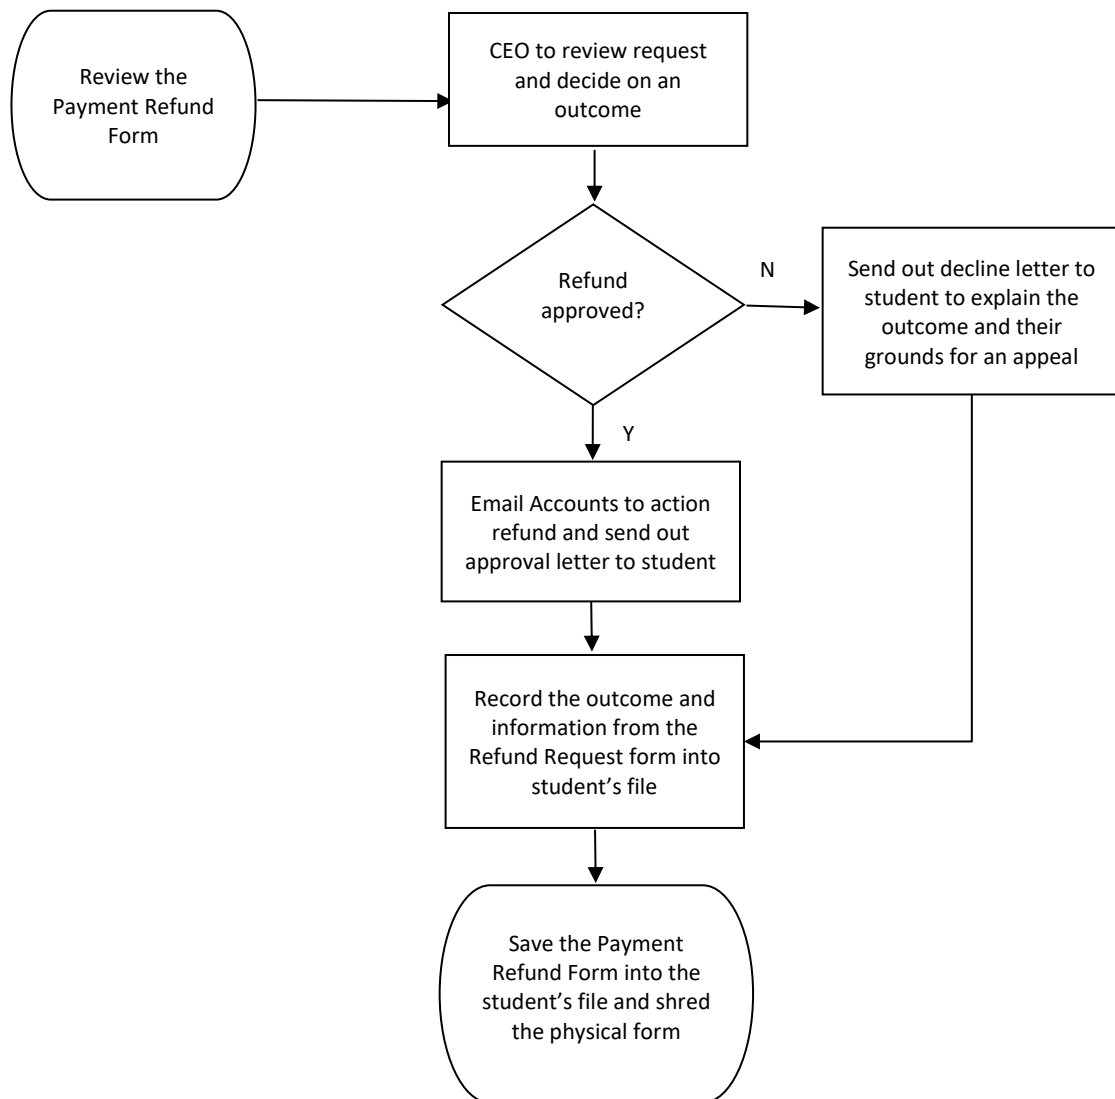 Review the
Payment Refund
Form
CEO to review request
and decide on an
outcome
Refund
approved?
N
Send out decline letter to
student to explain the
outcome and their
grounds for an appeal
Y
Email Accounts to action
refund and send out
approval letter to student
Record the outcome and
information from the
Refund Request form into
student’s file
Save the Payment
Refund Form into the
student’s file and shred
the physical form